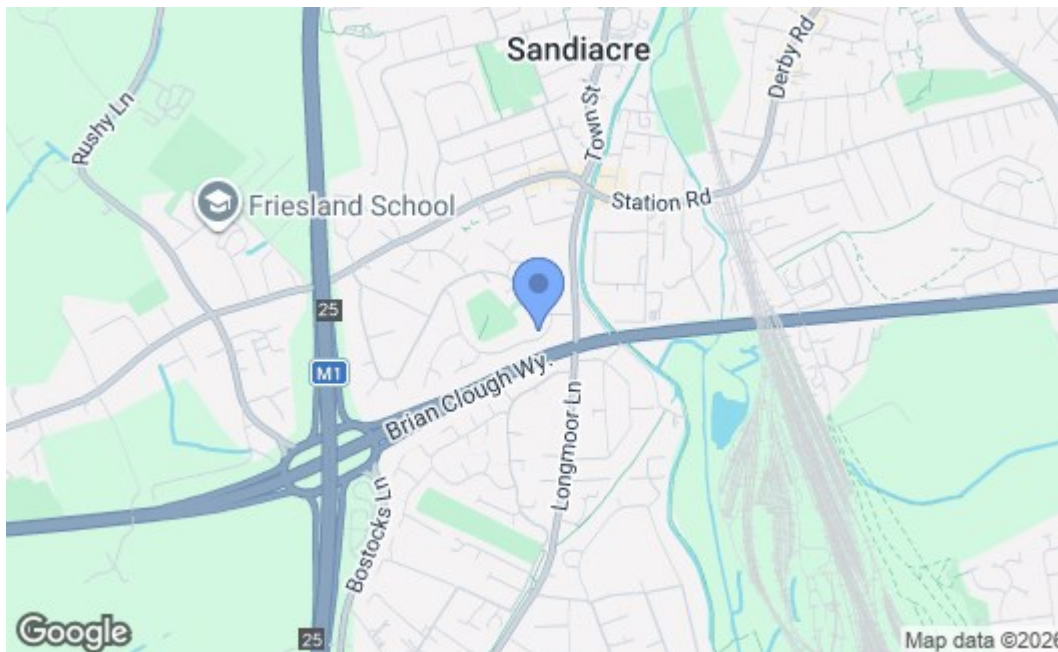 Sandiacre
Derby Rd
Rushy Ln
Town St
Station Rd
Friesland School
25
M1
Brian Clough Wy.
Longmoor Ln
Bostocks Ln
25
Google
Map data ©2026